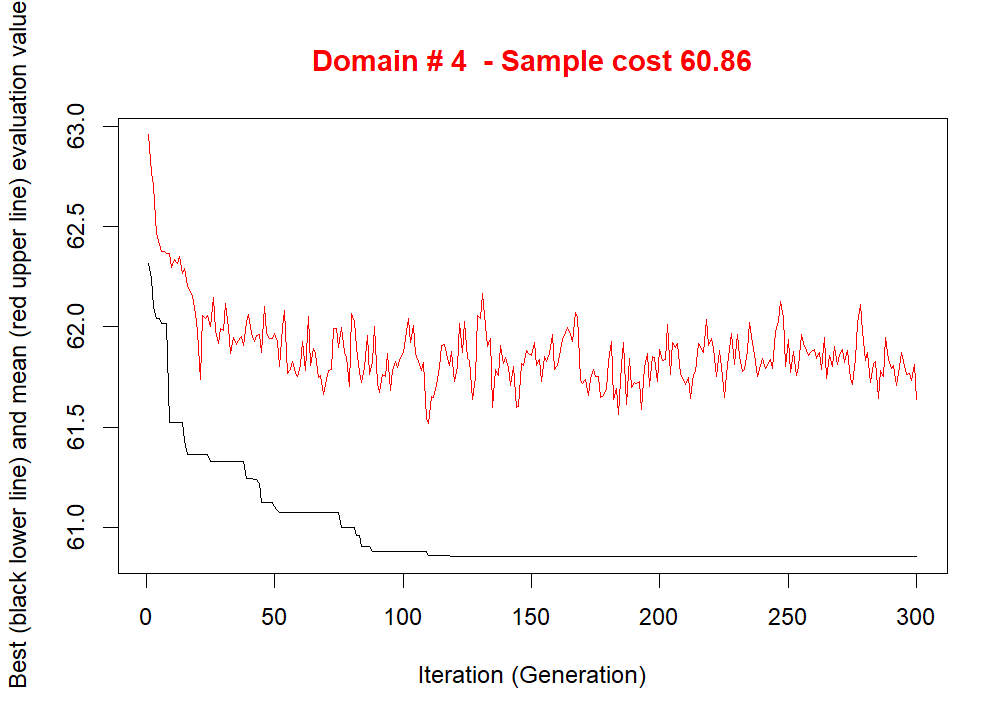 Domain # 4 - Sample cost 60.86
Best (black lower line) and mean (red upper line) evaluation value
63.0
62.5
62.0
61.5
61.0
0 50 100 150 200 250 300
Iteration (Generation)